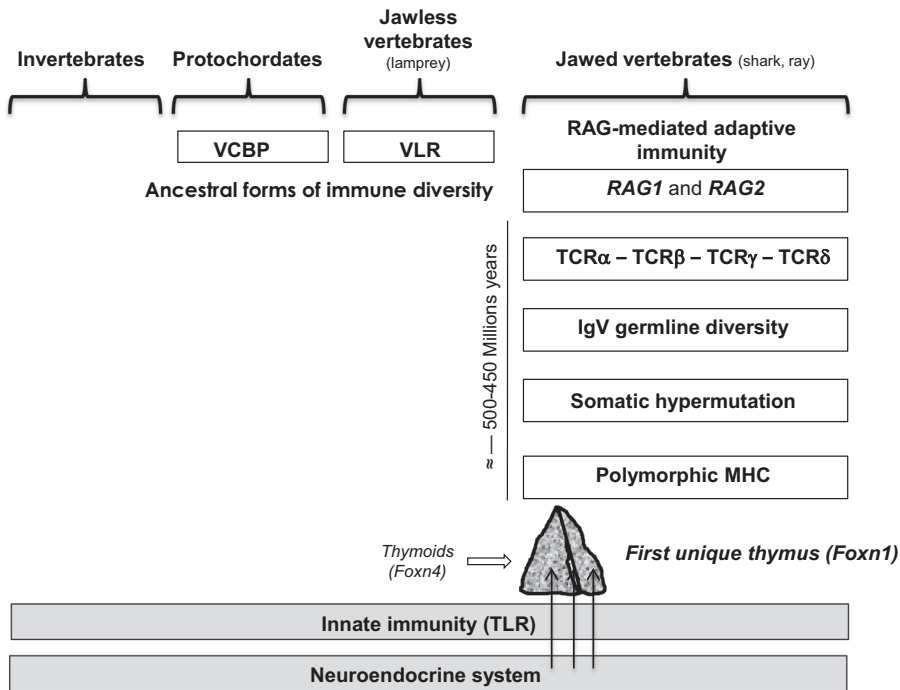 Invertebrates
Protochordates
Jawless
vertebrates
(lamprey)
Jawed vertebrates (shark, ray)
VCBP
VLR
Ancestral forms of immune diversity
RAG-mediated adaptive
immunity
RAG1 and RAG2
TCRα – TCRβ – TCRγ – TCRδ
IgV germline diversity
Somatic hypermutation
Polymorphic MHC
≈ — 500-450 Millions years
Thymoids
(Foxn4)
First unique thymus (Foxn1)
Innate immunity (TLR)
Neuroendocrine system